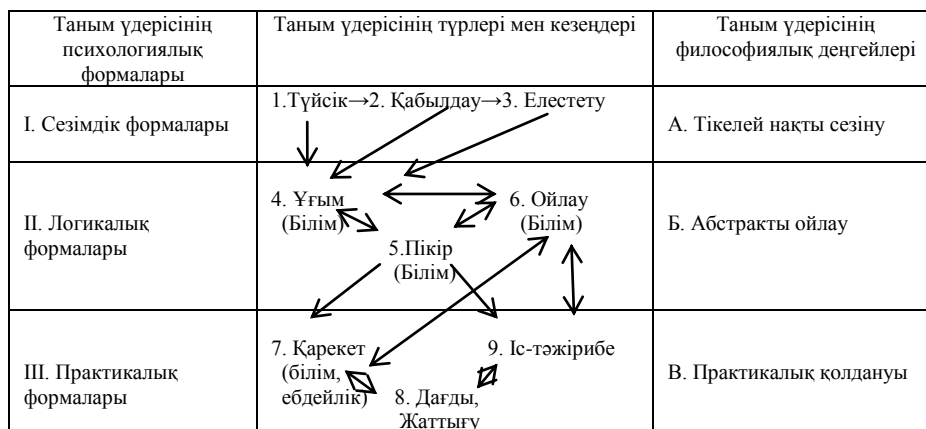 Таным үдерісінің
психологиялық
формалары
Таным үдерісінің түрлері мен кезеңдері
Таным үдерісінің
философиялық деңгейлері
І. Сезімдік формалары
1.Түйсік→2. Қабылдау→3. Елестету
А. Тікелей нақты сезіну
ІІ. Логикалық
формалары
4. Ұғым
(Білім)
6. Ойлау
(Білім)
5.Пікір
(Білім)
Б. Абстракты ойлау
ІІІ. Практикалық
формалары
7. Қарекет
(білім,
ебдейлік)
9. Іс-тәжірибе
8. Дағды,
Жаттығу
В. Практикалық қолдануы